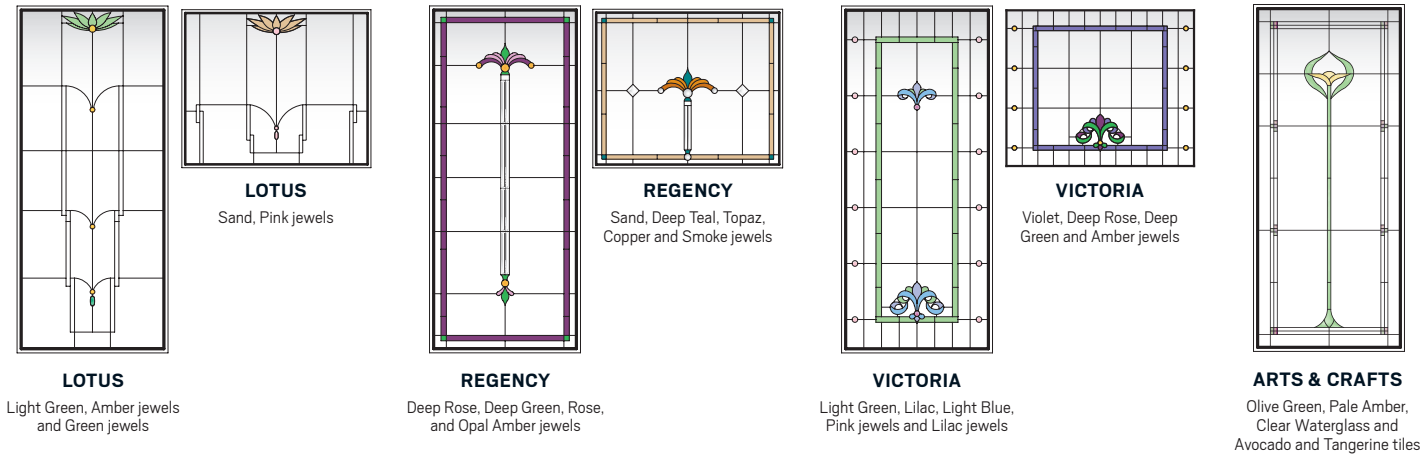 LOTUS
Sand, Pink jewels
REGENCY
Sand, Deep Teal, Topaz,
Copper and Smoke jewels
VICTORIA
Violet, Deep Rose, Deep
Green and Amber jewels
LOTUS
Light Green, Amber jewels
and Green jewels
REGENCY
Deep Rose, Deep Green, Rose,
and Opal Amber jewels
VICTORIA
Light Green, Lilac, Light Blue,
Pink jewels and Lilac jewels
ARTS & CRAFTS
Olive Green, Pale Amber,
Clear Waterglass and
Avocado and Tangerine tiles